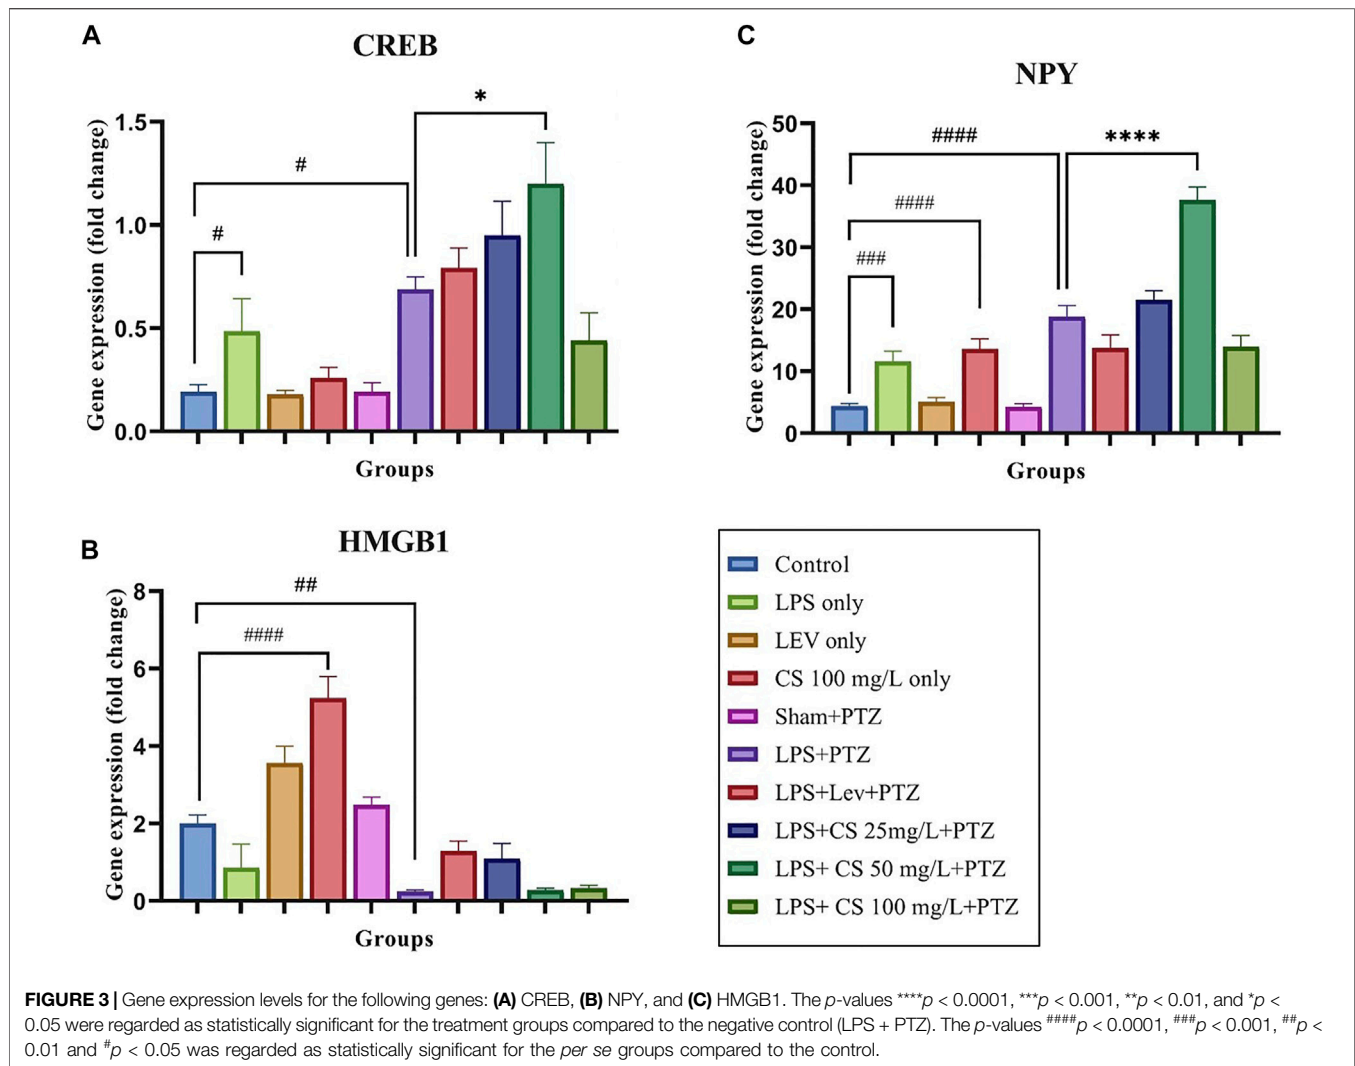 A
CREB
*
#
#
1.5
1.0
0.5
0.0
Gene expression (fold change)
Groups
C
NPY
####
****
####
###
50
40
30
20
10
0
Gene expression (fold change)
Groups
B
HMGB1
##
####
8
6
4
2
0
Gene expression (fold change)
Groups
Control
LPS only
LEV only
CS 100 mg/L only
Sham+PTZ
LPS+PTZ
LPS+Lev+PTZ
LPS+CS 25mg/L+PTZ
LPS+ CS 50 mg/L+PTZ
LPS+ CS 100 mg/L+PTZ
FIGURE 3 | Gene expression levels for the following genes: (A) CREB, (B) NPY, and (C) HMGB1. The p-values ****p < 0.0001, ***p < 0.001, **p < 0.01, and *p <
0.05 were regarded as statistically significant for the treatment groups compared to the negative control (LPS + PTZ). The p-values ####p < 0.0001, ###p < 0.001, ##p <
0.01 and #p < 0.05 was regarded as statistically significant for the per se groups compared to the control.